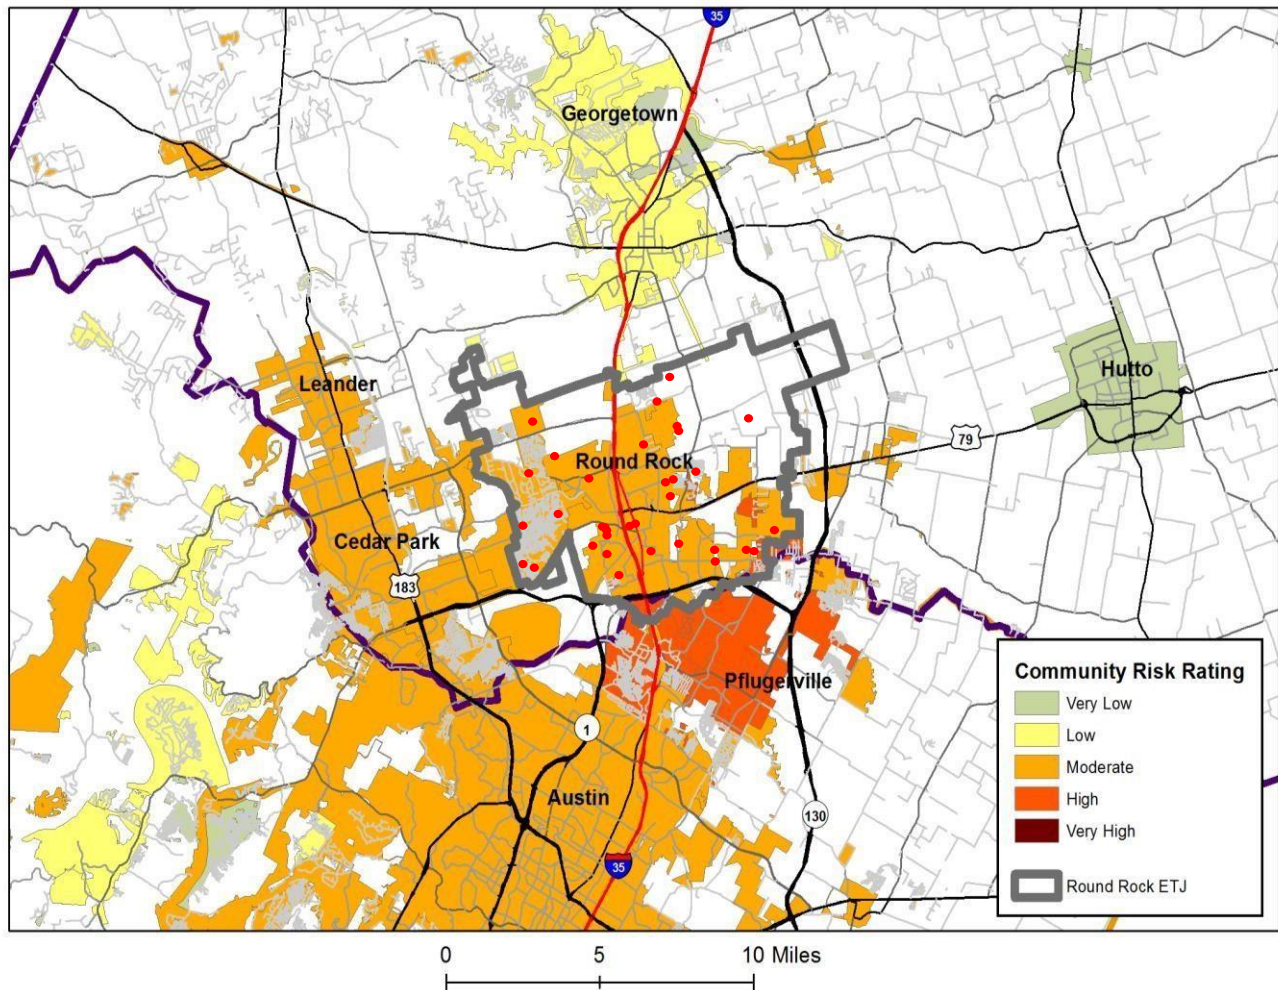 35
Georgetown
Leander
Hutto
79
Round Rock
Cedar Park
183
Pflugerville
1
Austin
130
35
Community Risk Rating
Very Low
Low
Moderate
High
Very High
Round Rock ETJ
0 5 10 Miles